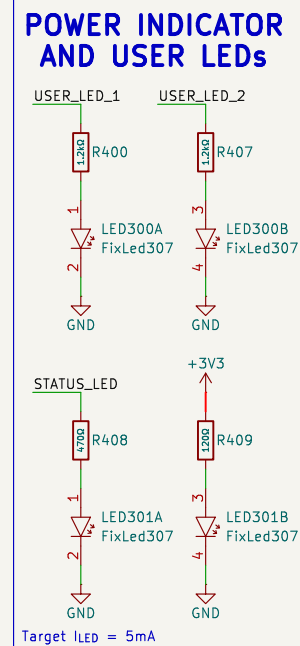 POWER INDICATOR
AND USER LEDs
USER_LED_1
USER_LED_2
1.2kΩ
R400
1.2kΩ
R407
1
LED300A
FixLed307
2
3
LED300B
FixLed307
4
GND
GND
STATUS_LED
+3V3
470Ω
R408
120Ω
R409
1
LED301A
FixLed307
2
3
LED301B
FixLed307
4
GND
GND
Target ILED = 5mA